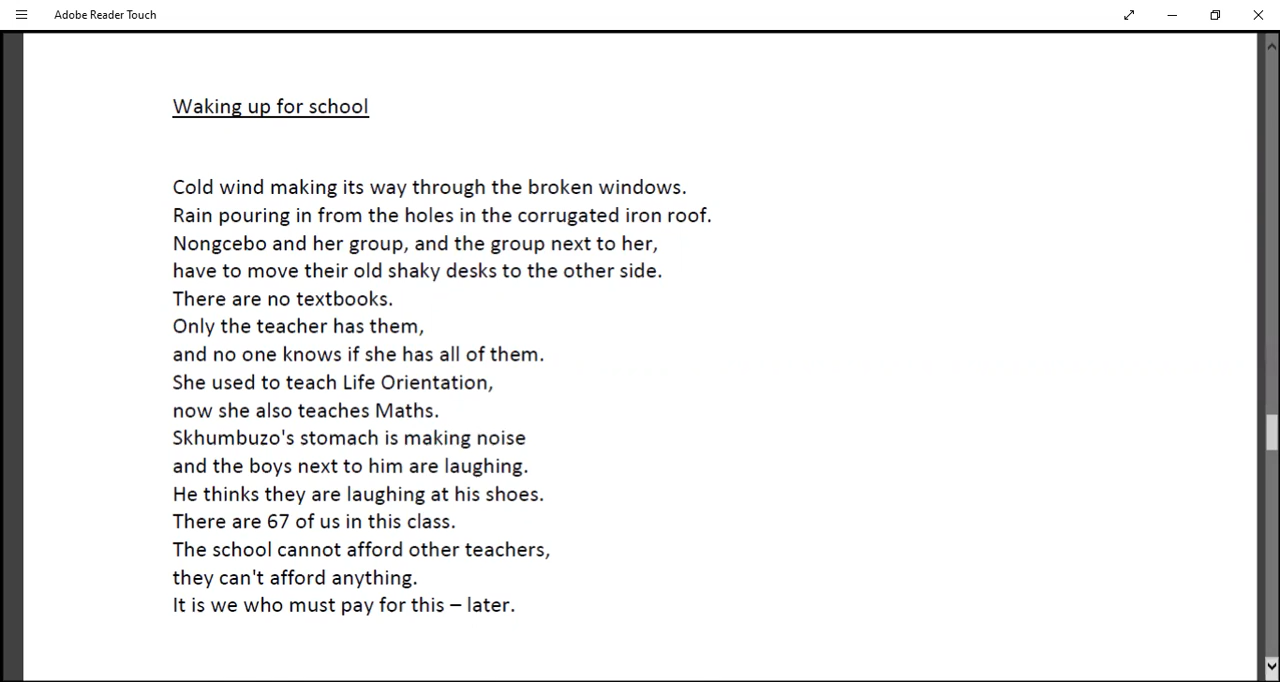 Adobe Reader Touch
Waking up for school
Cold wind making its way through the broken windows.
Rain pouring in from the holes in the corrugated iron roof.
Nongcebo and her group, and the group next to her,
have to move their old shaky desks to the other side.
There are no textbooks.
Only the teacher has them,
and no one knows if she has all of them.
She used to teach Life Orientation,
now she also teaches Maths.
Skhumbuzo's stomach is making noise
and the boys next to him are laughing.
He thinks they are laughing at his shoes.
There are 67 of us in this class.
The school cannot afford other teachers,
they can't afford anything.
It is we who must pay for this – later.